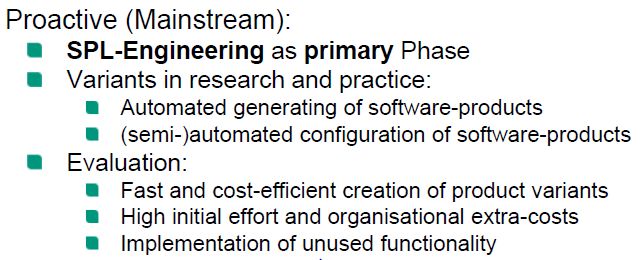 Proactive (Mainstream):
SPL-Engineering as primary Phase
Variants in research and practice:
Automated generating of software-products
(semi-)automated configuration of software-products
Evaluation:
Fast and cost-efficient creation of product variants
High initial effort and organisational extra-costs
Implementation of unused functionality